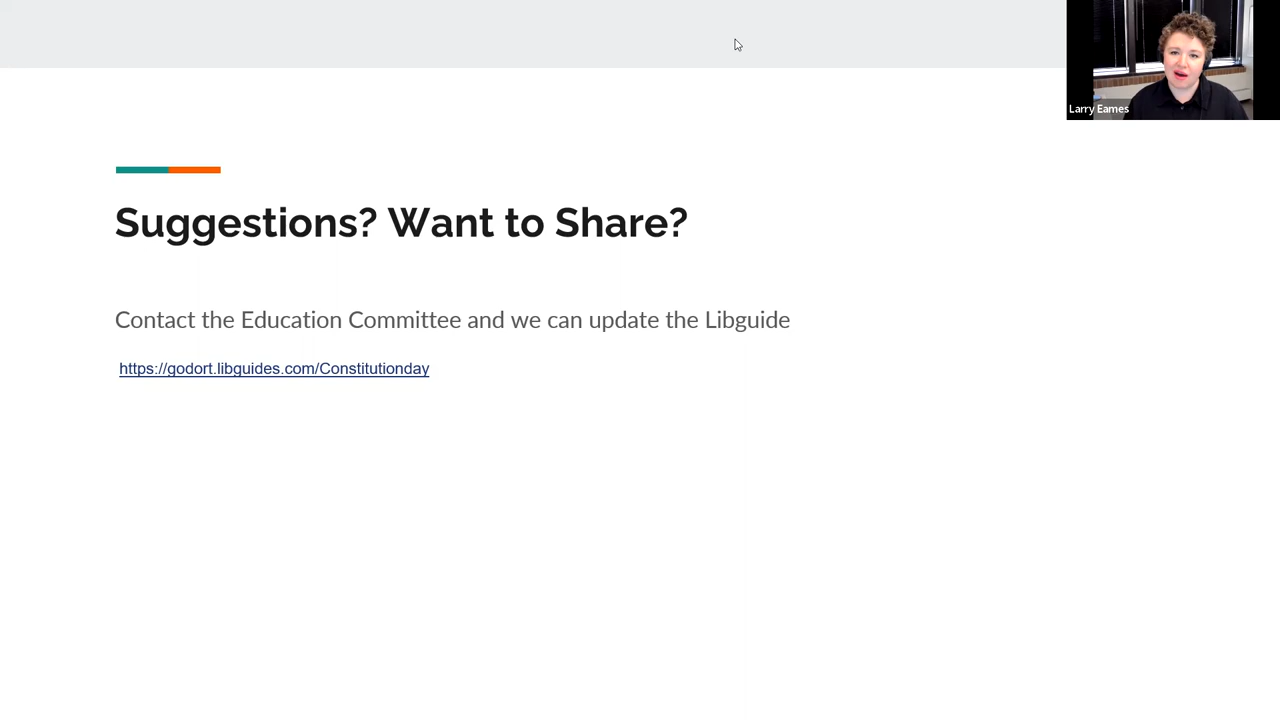 Larry Eames
Suggestions? Want to Share?
Contact the Education Committee and we can update the Libguide
https://godort.libguides.com/Constitutionday